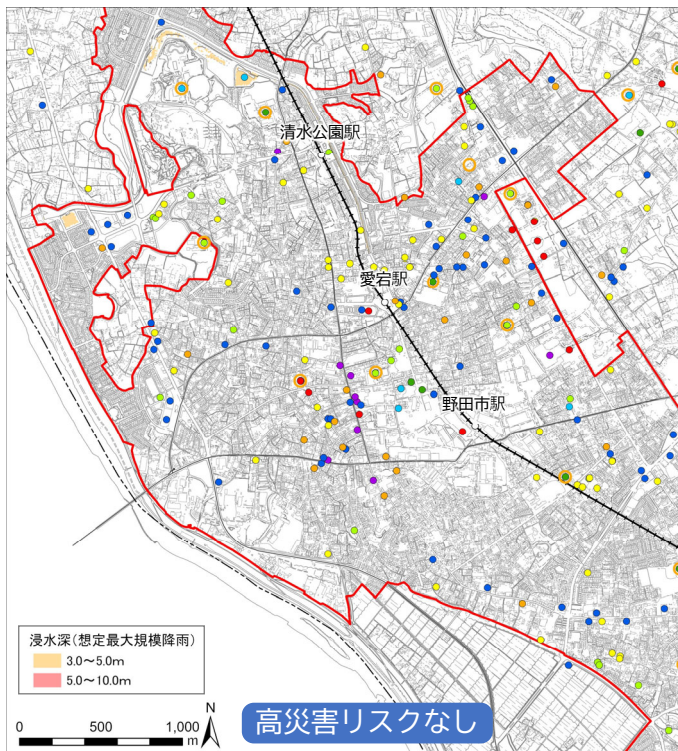 清水公園駅
愛宕駅
野田市駅
浸水深(想定最大規模降雨)
3.0～5.0m
5.0～10.0m
N
0 500 1,000
m
高災害リスクなし